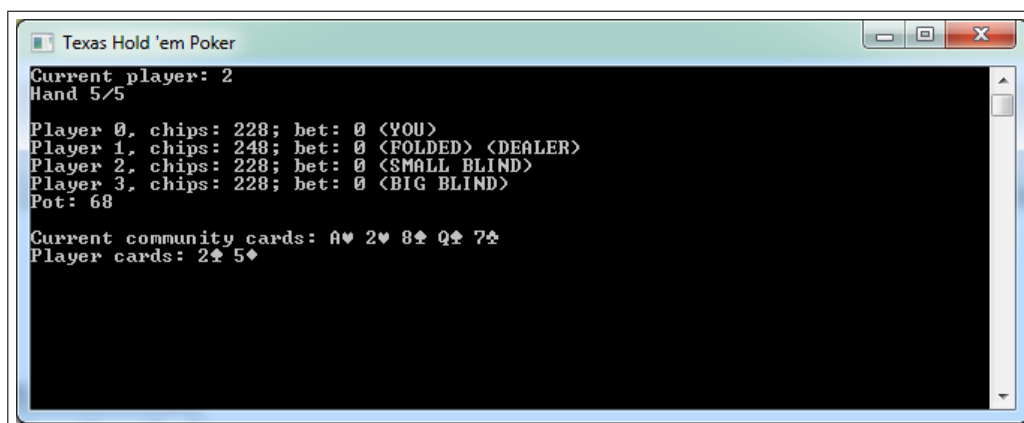 Texas Hold 'em Poker
Current player: 2
Hand 5/5
Player 0, chips: 228; bet: 0 (YOU)
Player 1, chips: 248; bet: 0 (FOLDED) (DEALER)
Player 2, chips: 228; bet: 0 (SMALL BLIND)
Player 3, chips: 228; bet: 0 (BIG BLIND)
Pot: 68
Current community cards: A♥ 2♥ 8♠ Q♠ 7♣
Player cards: 2♠ 5♦